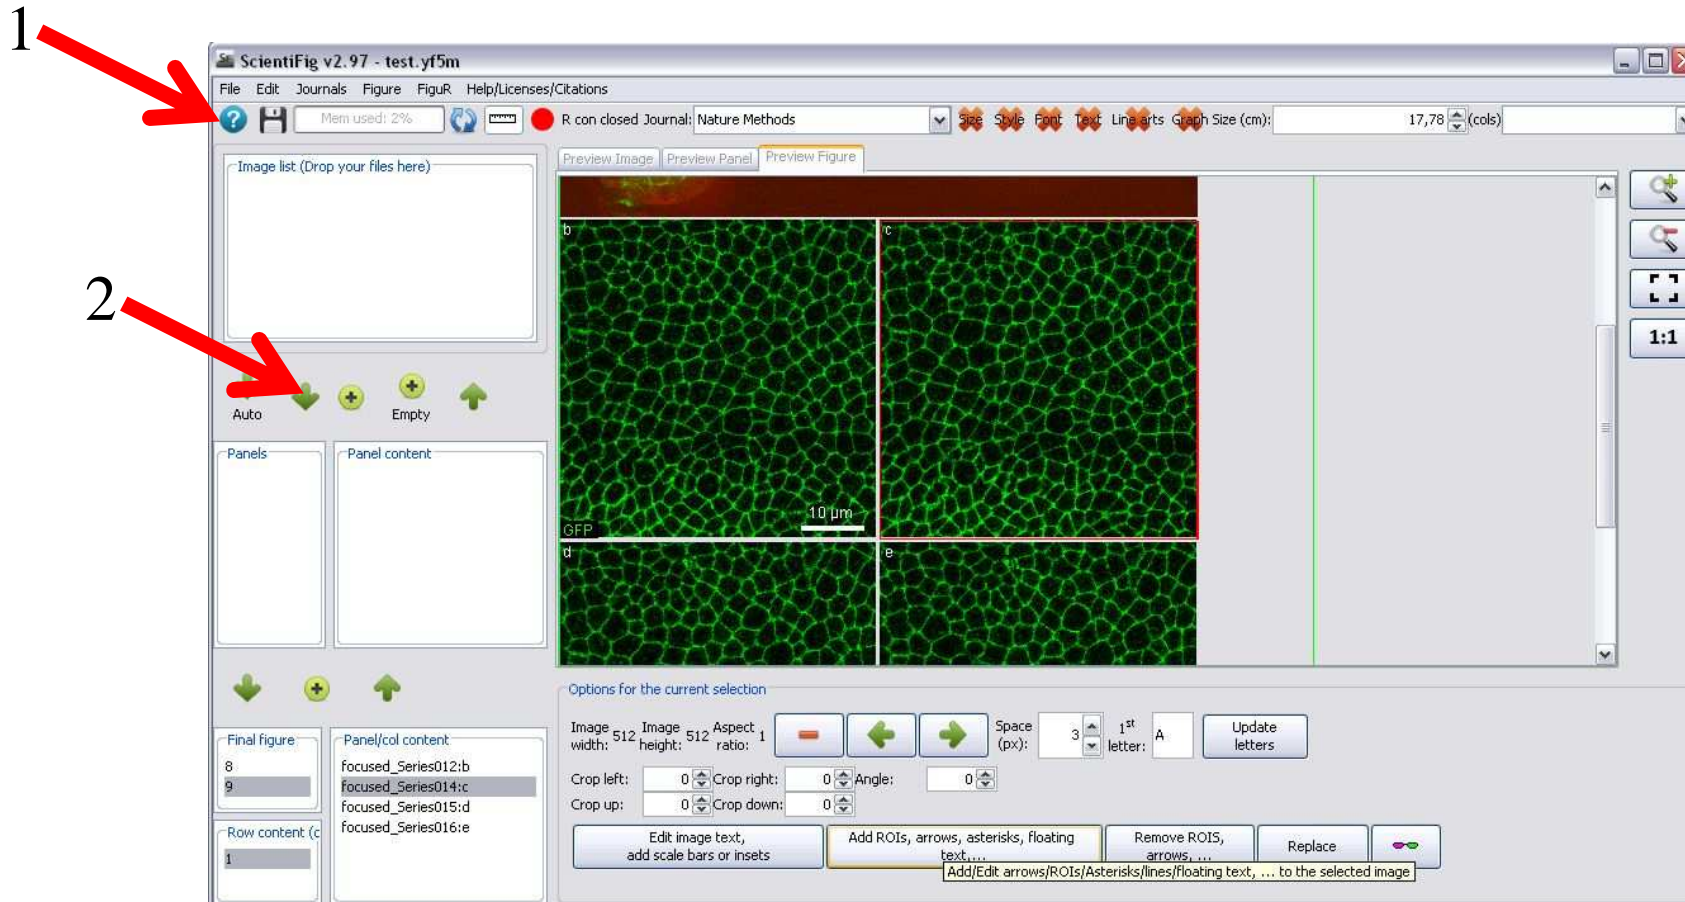 1
ScientiFig v2.97 - test.yf5m
File Edit Journals Figure FiguR Help/Licenses/Citations
? Mem used: 2% R con closed Journal: Nature Methods Size Style Font Text Line arts Graph Size (cm): 17,78 (cols)
Image list (Drop your files here)
Preview Image Preview Panel Preview Figure
b c
2
1:1
Auto Empty
Panels Panel content
10 µm
GFP
d e
Options for the current selection
Image width: 512 Image height: 512 Aspect ratio: 1 Space (px): 3 1st letter: A Update letters
Final figure Panel/col content
8 focused_Series012:b
9 focused_Series014:c
focused_Series015:d
focused_Series016:e
Crop left: 0 Crop right: 0 Angle: 0
Crop up: 0 Crop down: 0
Row content (c
1
Edit image text, add scale bars or insets
Add ROIs, arrows, asterisks, floating text,...
Remove ROIS, arrows, ...
Replace
Add/Edit arrows/ROIs/Asterisks/lines/floating text, ... to the selected image